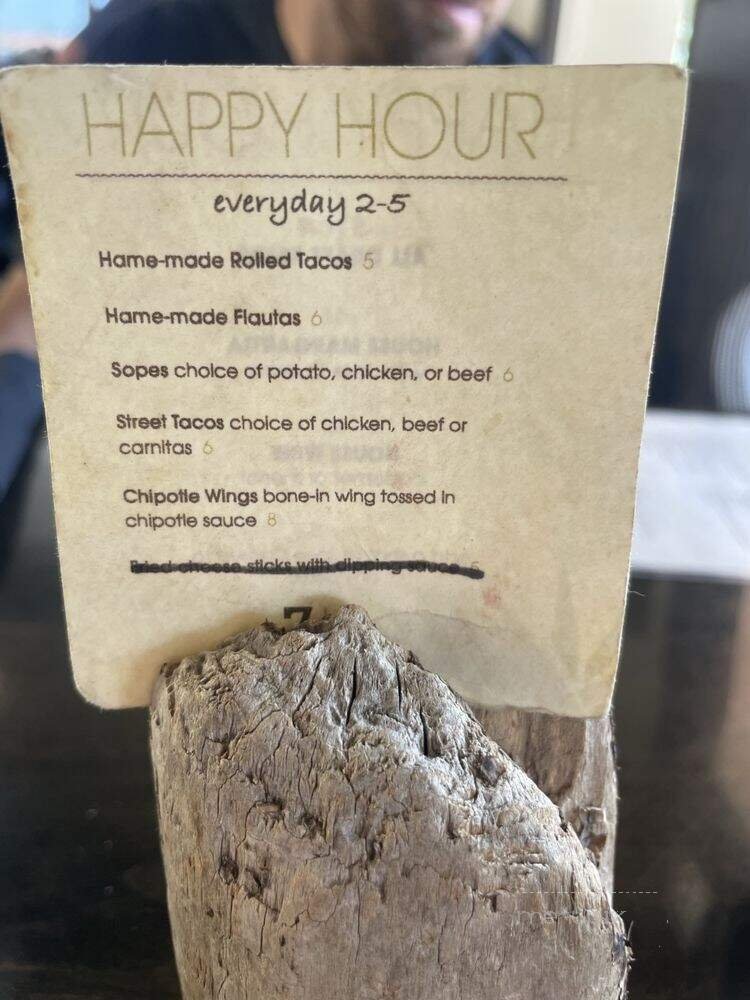 HAPPY HOUR
everyday 2-5
Hame-made Rolled Tacos 5
Hame-made Flautas 6
Sopes choice of potato, chicken, or beef 6
Street Tacos choice of chicken, beef or
carnitas 6
Chipotle Wings bone-in wing tossed in
chipotle sauce 8
Fried cheese sticks with dipping sauce